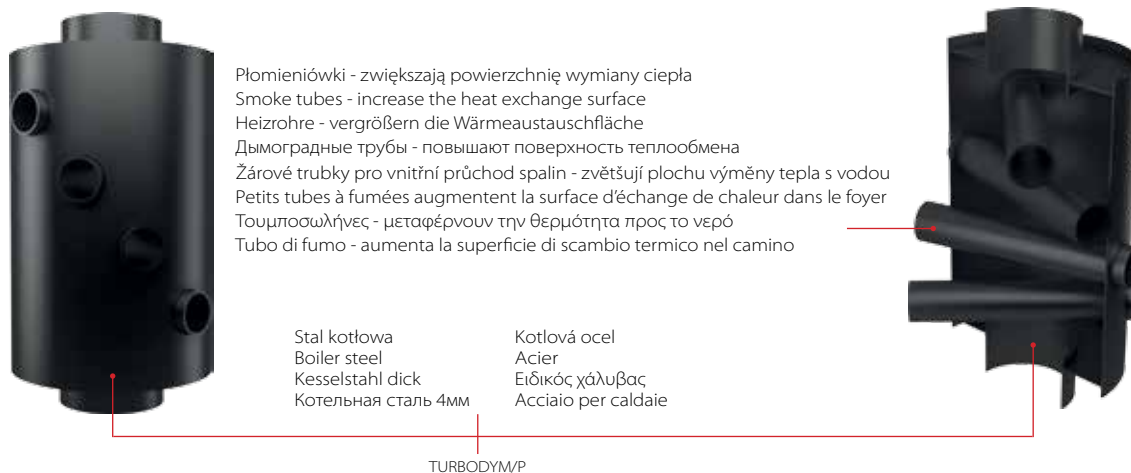 Płomieniówki - zwiększają powierzchnię wymiany ciepła
Smoke tubes - increase the heat exchange surface
Heizrohre - vergrößern die Wärmeaustauschfläche
Дымоградные трубы - повышают поверхность теплообмена
Žárové trubky pro vnitřní průchod spalin - zvětšují plochu výměny tepla s vodou
Petits tubes à fumées augmentent la surface d’échange de chaleur dans le foyer
Τουμποσωλήνες - μεταφέρνουν την θερμότητα προς το νερό
Tubo di fumo - aumenta la superficie di scambio termico nel camino
Stal kotłowa
Boiler steel
Kesselstahl dick
Котельная сталь 4мм
Kotlová ocel
Acier
Ειδικός χάλυβας
Acciaio per caldaie
TURBODYM/P